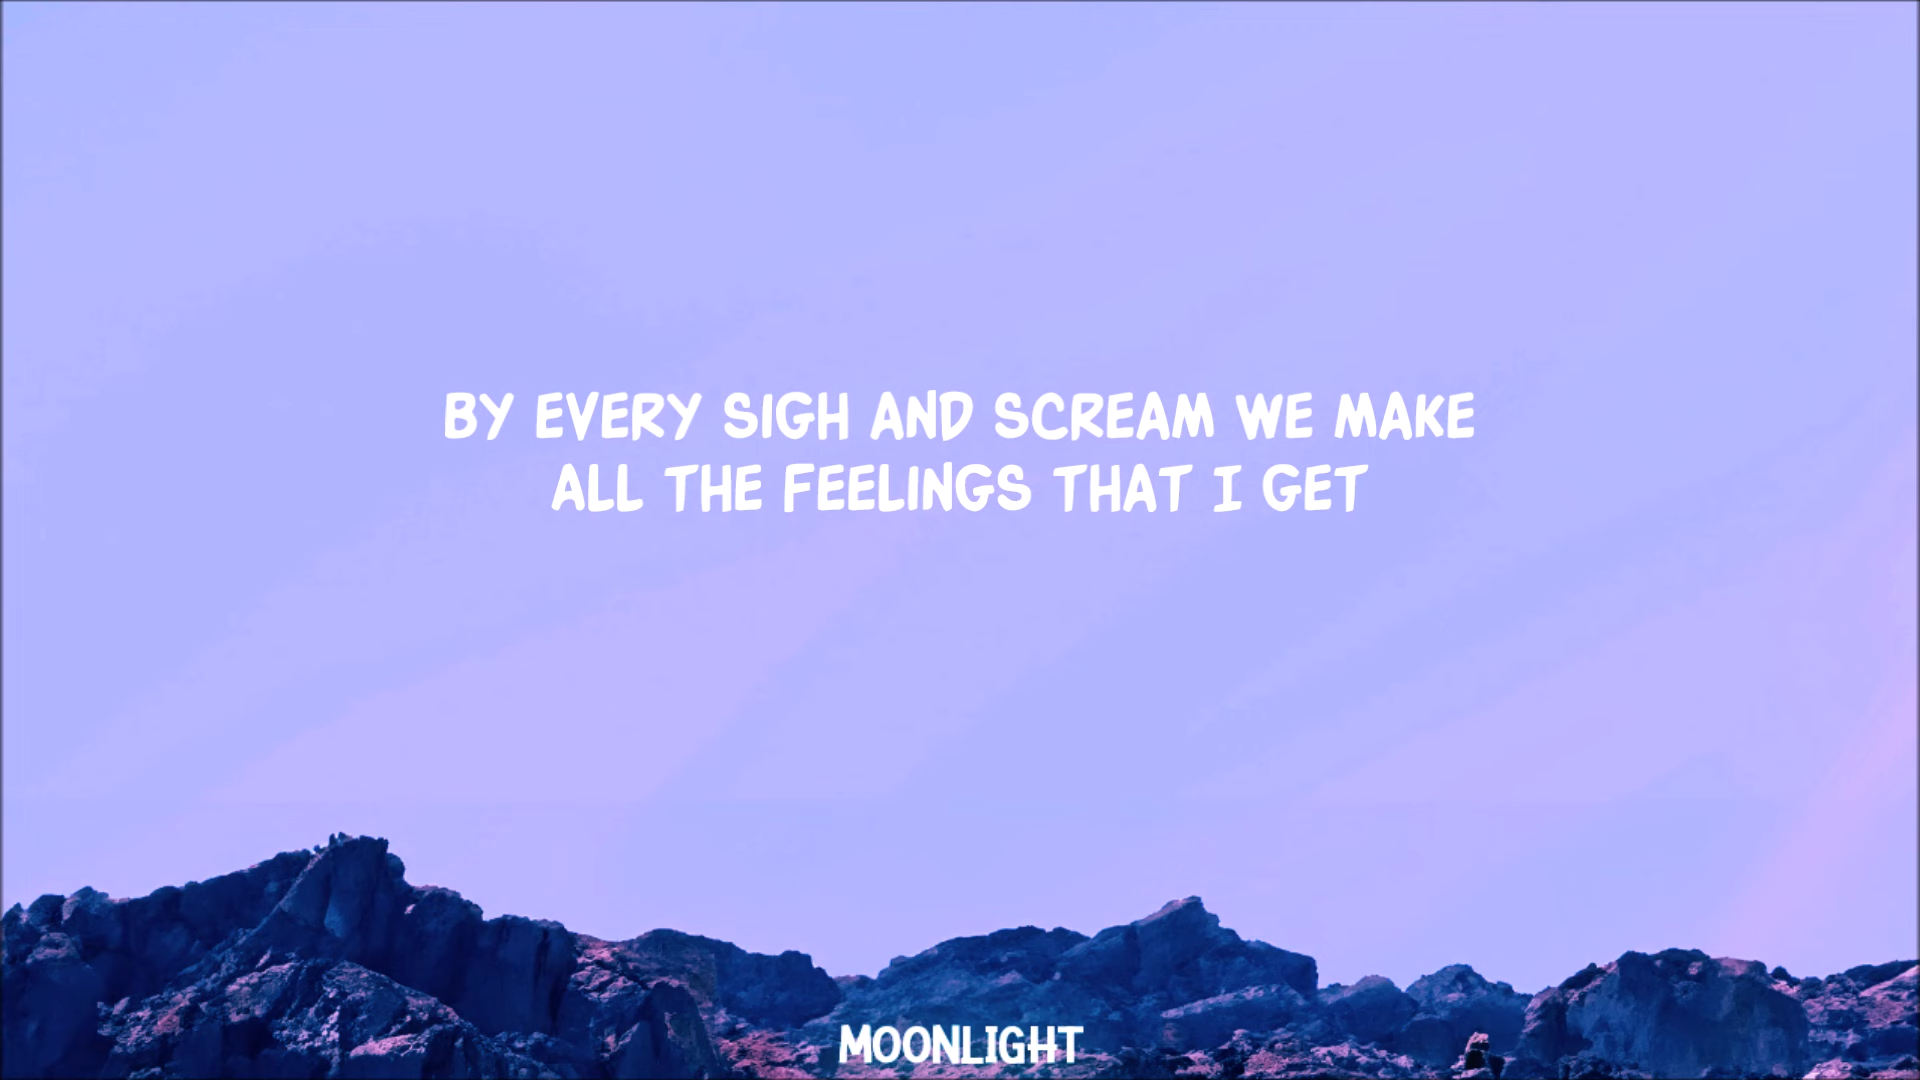 BY EVERY SIGH AND SCREAM WE MAKE
ALL THE FEELINGS THAT I GET
MOONLIGHT